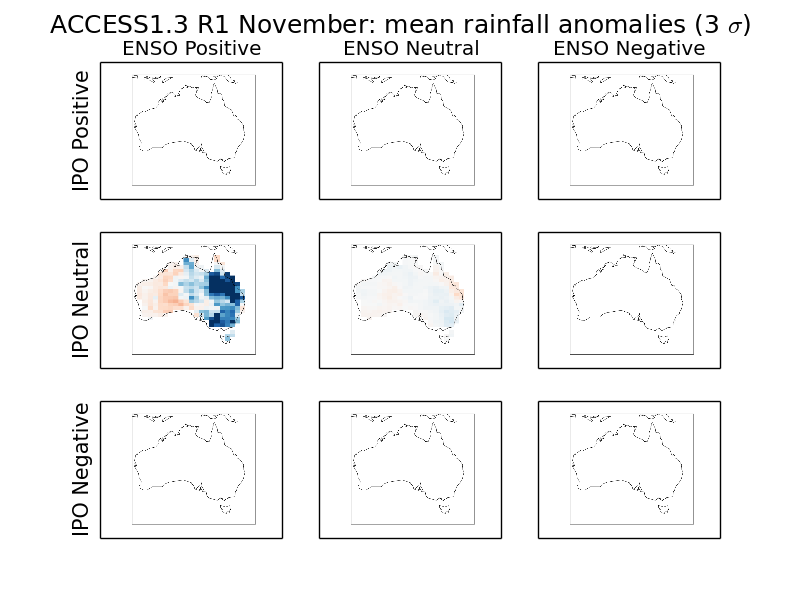 ACCESS1.3 R1 November: mean rainfall anomalies (3 σ)
ENSO Positive
ENSO Neutral
ENSO Negative
IPO Positive
IPO Neutral
IPO Negative